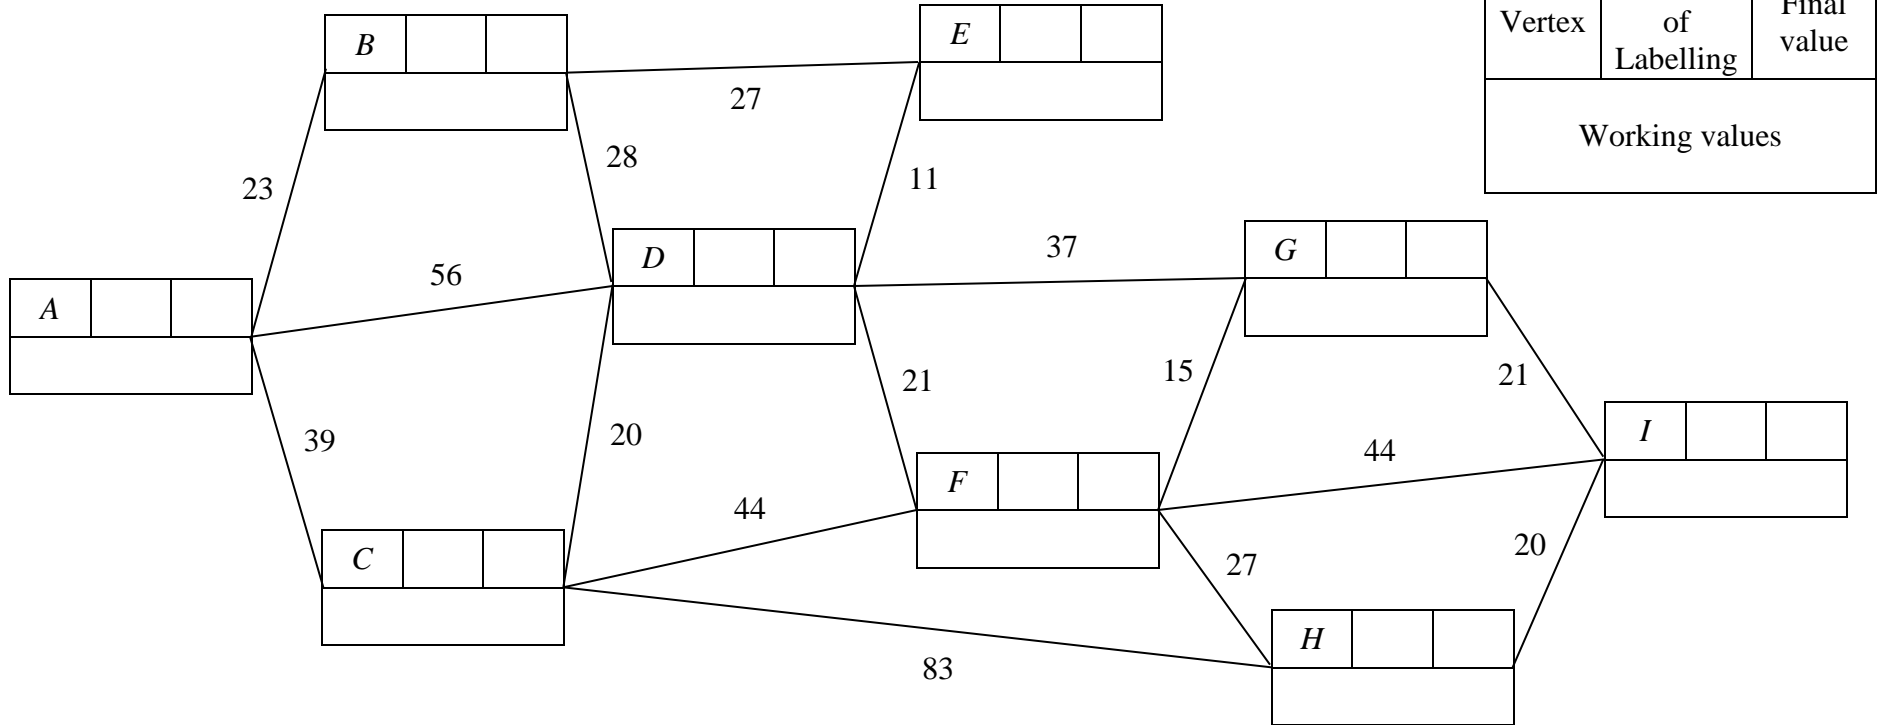 B
E
Final
Vertex
of
value
Labelling
27
28
Working values
23
11
D
37
G
56
A
15
21
21
39
20
I
44
F
44
C
27
20
H
83